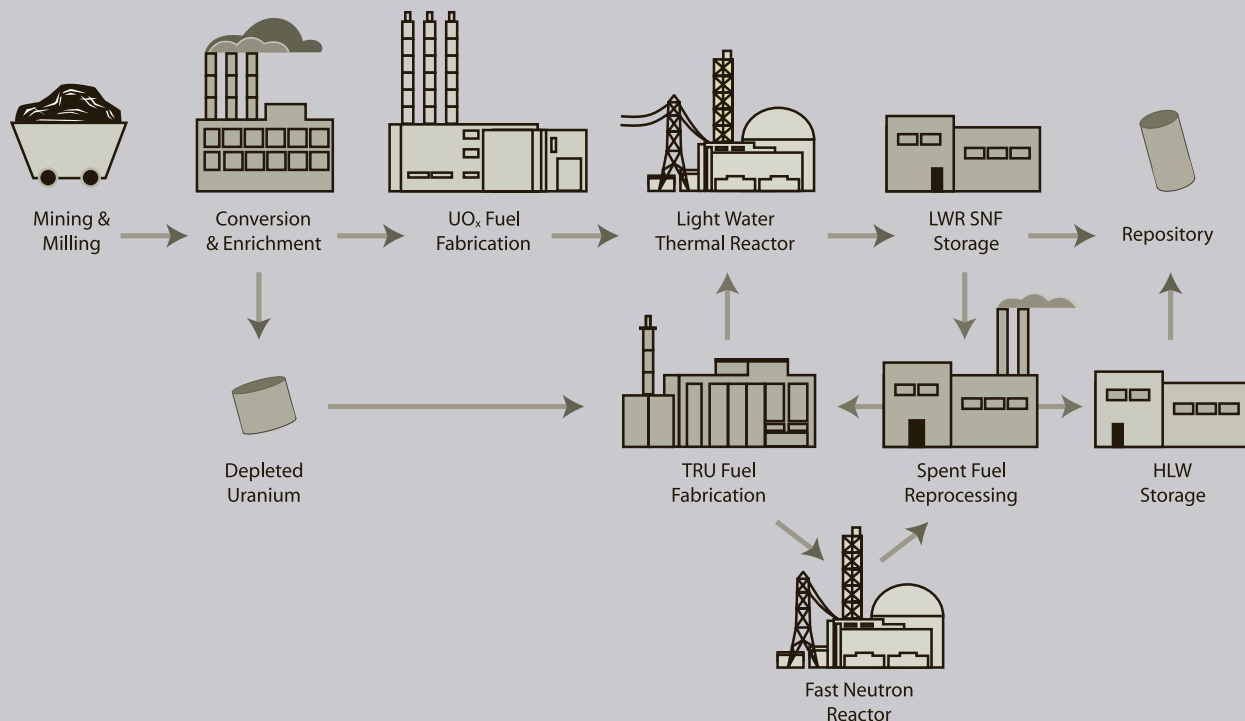 Mining &
Milling
Conversion
& Enrichment
UOₓ Fuel
Fabrication
Light Water
Thermal Reactor
LWR SNF
Storage
Repository
Depleted
Uranium
TRU Fuel
Fabrication
Spent Fuel
Reprocessing
HLW
Storage
Fast Neutron
Reactor